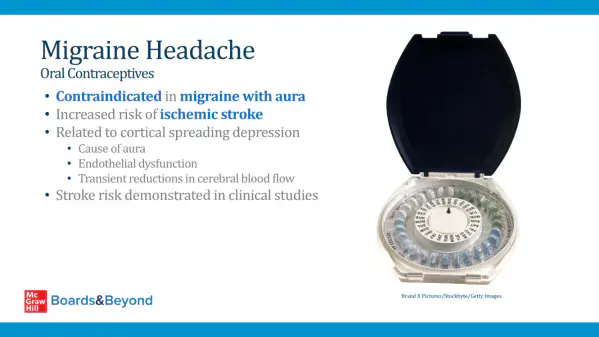 Migraine Headache
Oral Contraceptives
• Contraindicated in migraine with aura
• Increased risk of ischemic stroke
• Related to cortical spreading depression
• Cause of aura
• Endothelial dysfunction
• Transient reductions in cerebral blood flow
• Stroke risk demonstrated in clinical studies
Brand X Pictures/Stockbyte/Getty Images
Mc
Graw
Hill
Boards&Beyond